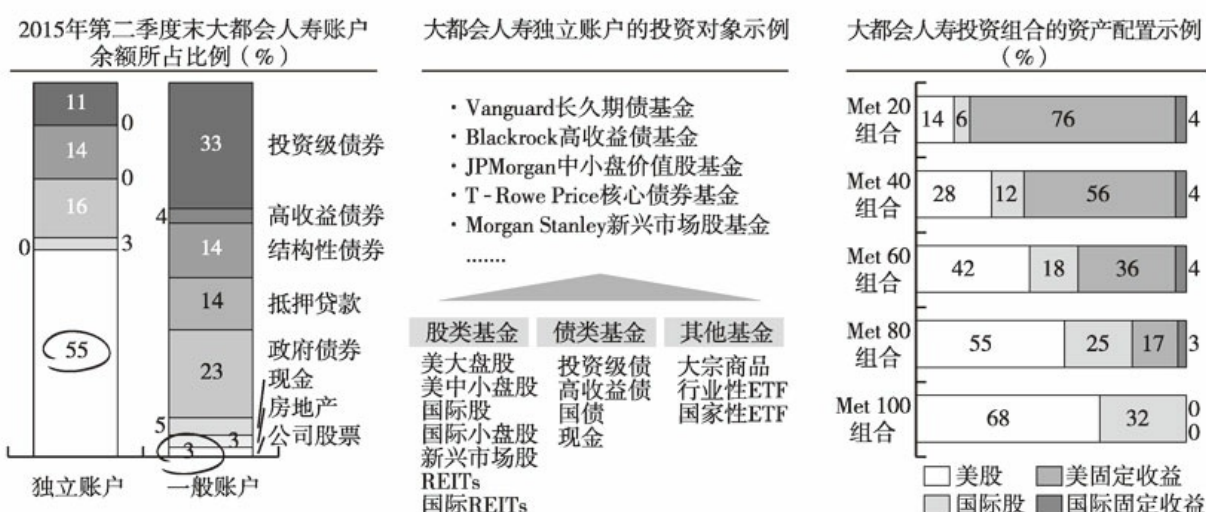 2015年第二季度末大都会人寿账户
余额所占比例（%）
11
0
14
0
16
0
3
55
独立账户
33
4
14
14
23
5
3
3
一般账户
投资级债券
高收益债券
结构性债券
抵押贷款
政府债券
现金
房地产
公司股票
大都会人寿独立账户的投资对象示例
· Vanguard长久期债基金
· Blackrock高收益债基金
· JPMorgan中小盘价值股基金
· T - Rowe Price核心债券基金
· Morgan Stanley新兴市场股基金
.......
股类基金
美大盘股
美中小盘股
国际股
国际小盘股
新兴市场股
REITs
国际REITs
债类基金
投资级债
高收益债
国债
现金
其他基金
大宗商品
行业性ETF
国家性ETF
大都会人寿投资组合的资产配置示例
（%）
Met 20
组合
14 6 76 4
Met 40
组合
28 12 56 4
Met 60
组合
42 18 36 4
Met 80
组合
55 25 17 3
Met 100
组合
68 32 0
0
美股 美固定收益
国际股 国际固定收益